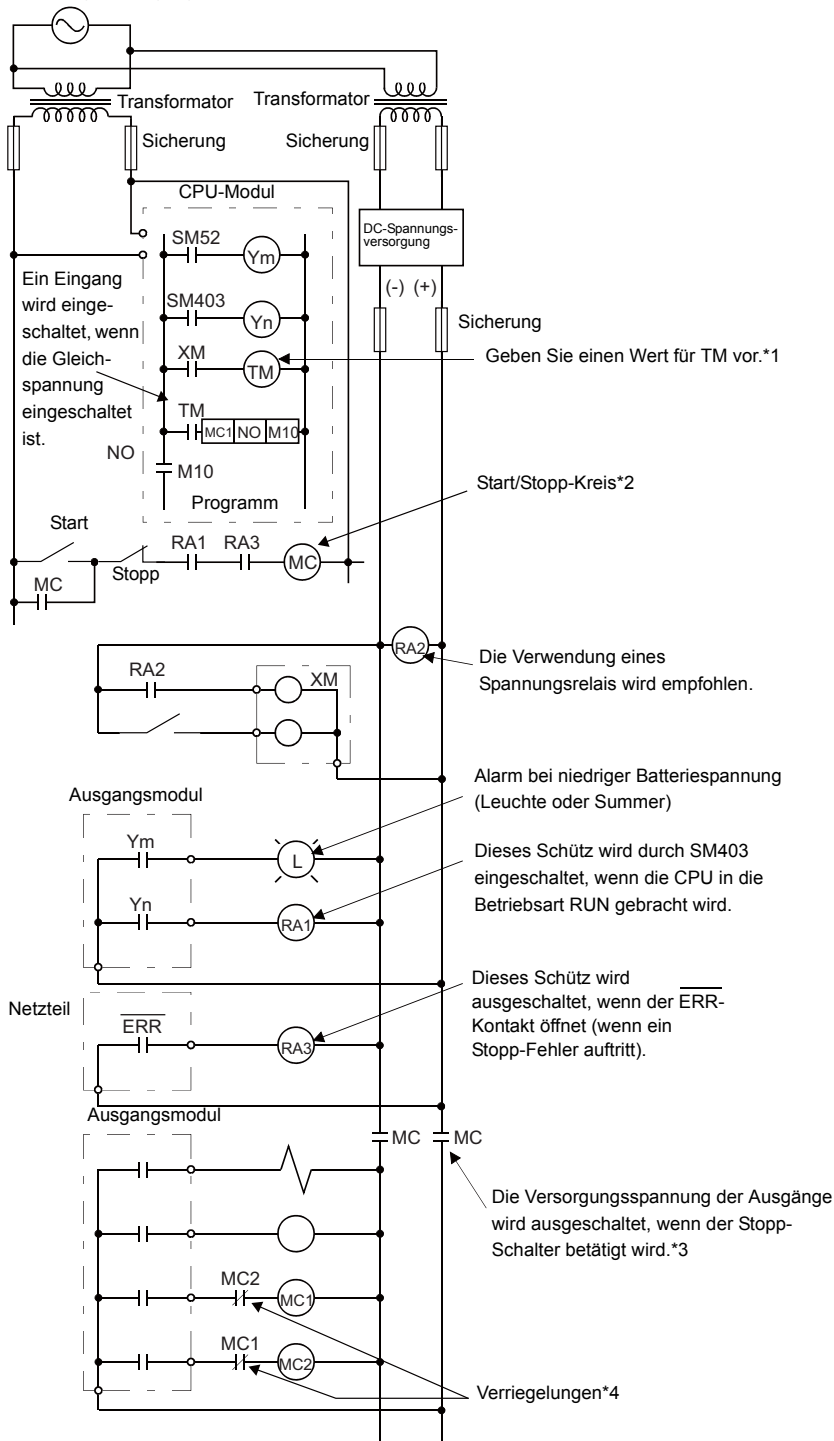 Transformator
Transformator
Sicherung
Sicherung
CPU-Modul
DC-Spannungs-
versorgung
SM52
Ym
(-) (+)
Ein Eingang
wird einge-
schaltet, wenn
die Gleich-
spannung
eingeschaltet
ist.
SM403
Yn
Sicherung
XM
TM
Geben Sie einen Wert für TM vor.*1
TM
MC1 NO M10
NO
M10
Programm
Start/Stopp-Kreis*2
Start
Stopp
RA1
RA3
MC
MC
RA2
Die Verwendung eines
Spannungsrelais wird empfohlen.
RA2
XM
Alarm bei niedriger Batteriespannung
(Leuchte oder Summer)
Ausgangsmodul
Ym
L
Dieses Schütz wird durch SM403
eingeschaltet, wenn die CPU in die
Betriebsart RUN gebracht wird.
Yn
RA1
Netzteil
ERR
RA3
Dieses Schütz wird
ausgeschaltet, wenn der ERR-
Kontakt öffnet (wenn ein
Stopp-Fehler auftritt).
Ausgangsmodul
MC
MC
Die Versorgungsspannung der Ausgänge
wird ausgeschaltet, wenn der Stopp-
Schalter betätigt wird.*3
MC2
MC1
MC1
MC2
Verriegelungen*4